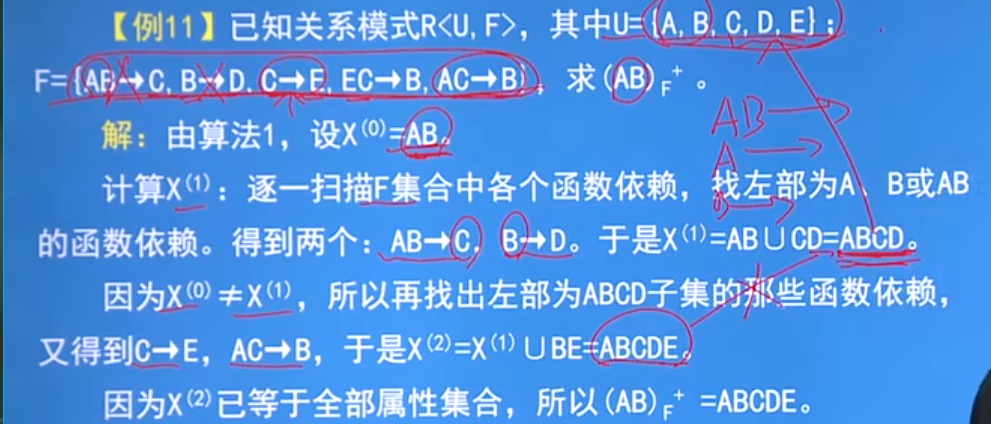 【例11】已知关系模式R<U,F>，其中U={A,B,C,D,E}；
F={AB→C,B→D,C→E,EC→B,AC→B}，求(AB)F⁺。
解：由算法1，设X⁽⁰⁾=AB。
AB→
A→
B→
计算X⁽¹⁾：逐一扫描F集合中各个函数依赖，找左部为A、B或AB
的函数依赖。得到两个：AB→C，B→D。于是X⁽¹⁾=AB∪CD=ABCD。
因为X⁽⁰⁾≠X⁽¹⁾，所以再找出左部为ABCD子集的那些函数依赖，
又得到C→E，AC→B，于是X⁽²⁾=X⁽¹⁾∪BE=ABCDE。
因为X⁽²⁾已等于全部属性集合，所以(AB)F⁺=ABCDE。